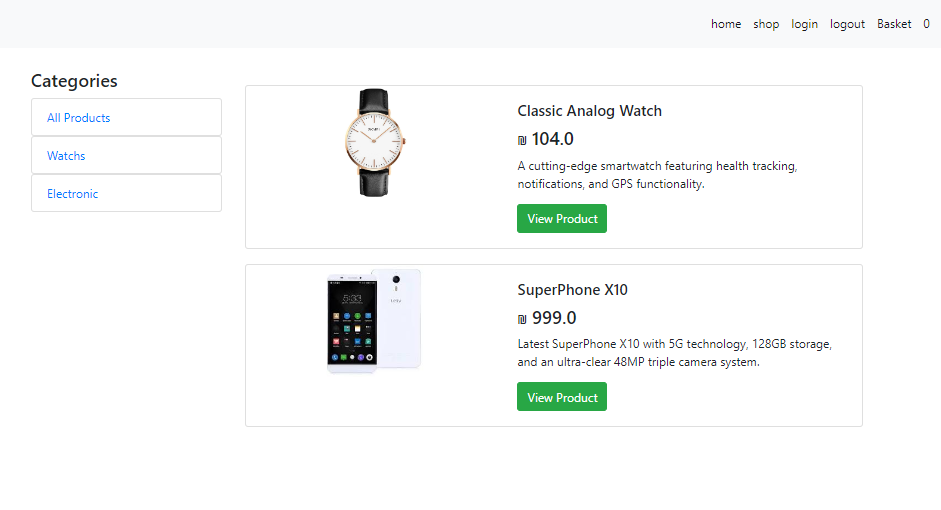 home shop login logout Basket 0
Categories
All Products
Watchs
Electronic
Classic Analog Watch
₪ 104.0
A cutting-edge smartwatch featuring health tracking,
notifications, and GPS functionality.
View Product
5:33
SuperPhone X10
₪ 999.0
Latest SuperPhone X10 with 5G technology, 128GB storage,
and an ultra-clear 48MP triple camera system.
View Product